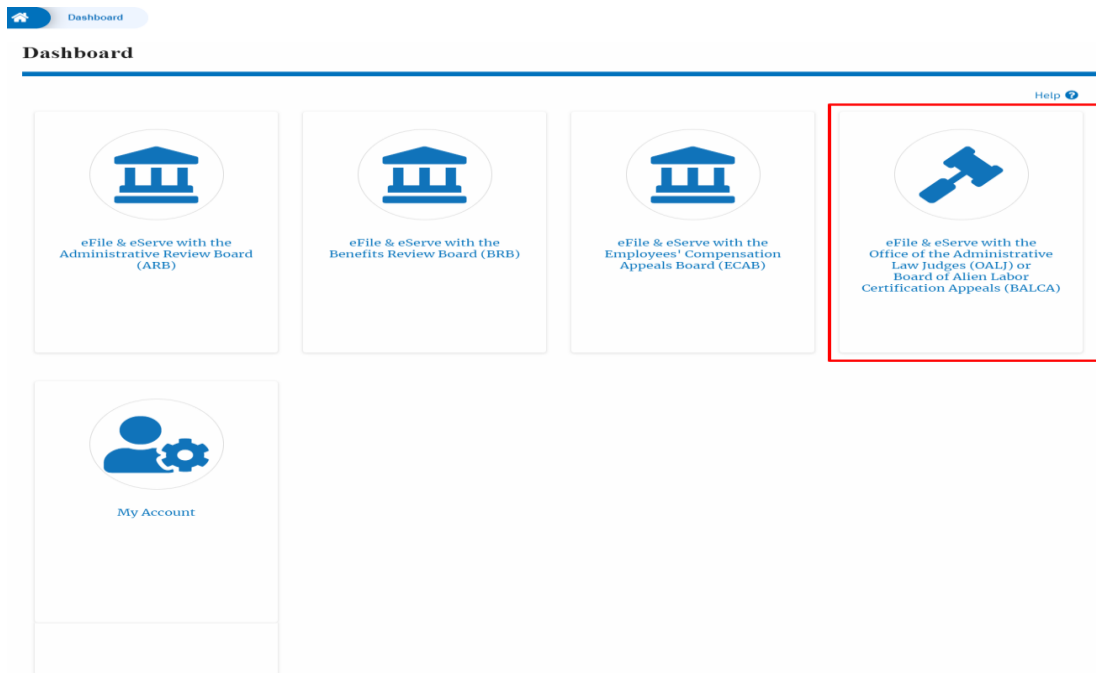 Dashboard
Dashboard
Help
eFile & eServe with the
Administrative Review Board
(ARB)
eFile & eServe with the
Benefits Review Board (BRB)
eFile & eServe with the
Employees' Compensation
Appeals Board (ECAB)
eFile & eServe with the
Office of the Administrative
Law Judges (OALJ) or
Board of Alien Labor
Certification Appeals (BALCA)
My Account